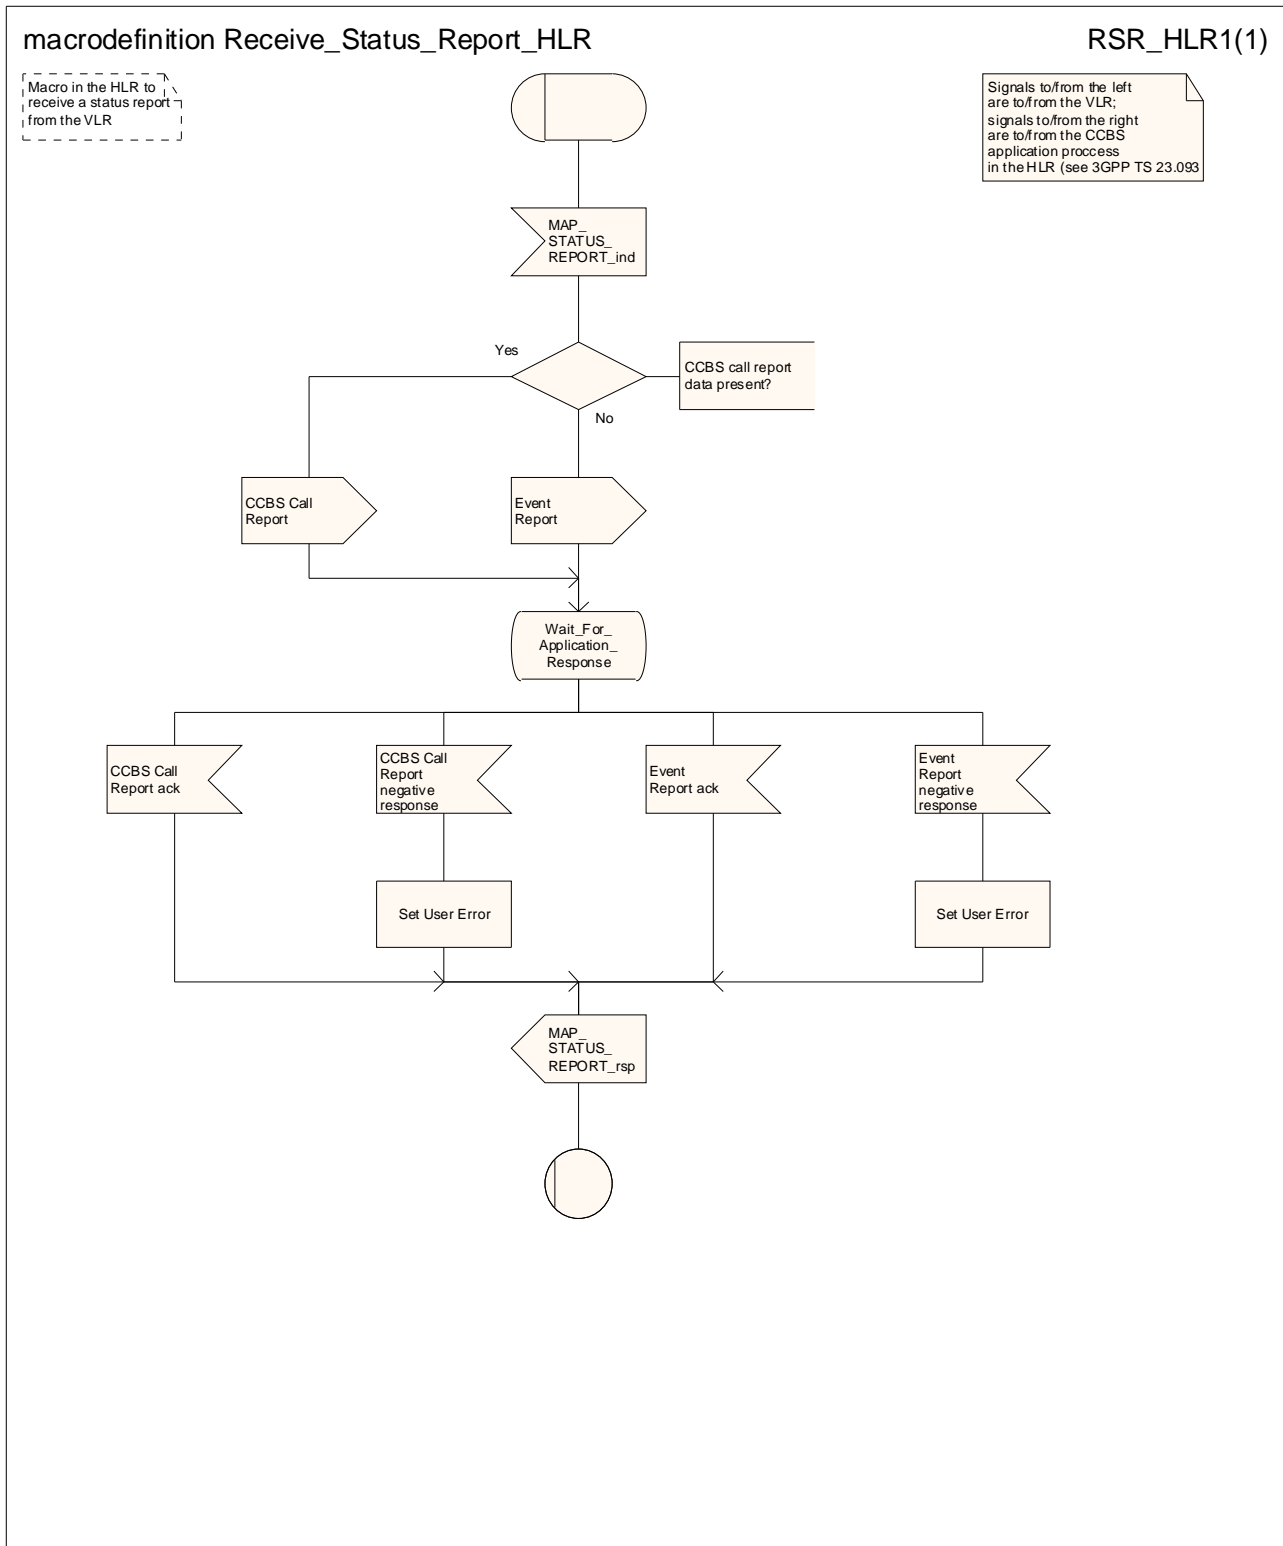 macrodefinition Receive_Status_Report_HLR
RSR_HLR1(1)
Macro in the HLR to
receive a status report
from the VLR
Signals to/from the left
are to/from the VLR;
signals to/from the right
are to/from the CCBS
application proccess
in the HLR (see 3GPP TS 23.093
MAP_
STATUS_
REPORT_ind
Yes
CCBS call report
data present?
No
CCBS Call
Report
Event
Report
Wait_For_
Application_
Response
CCBS Call
Report ack
CCBS Call
Report
negative
response
Event
Report ack
Event
Report
negative
response
Set User Error
Set User Error
MAP_
STATUS_
REPORT_rsp